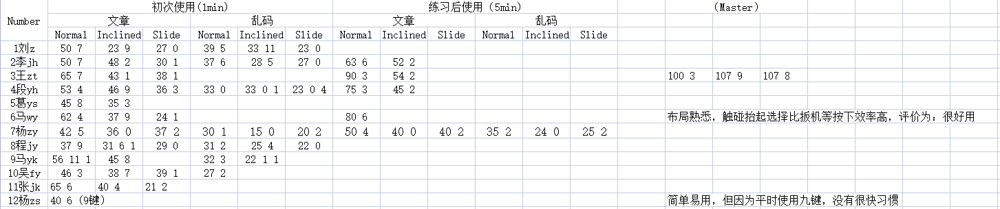 初次使用(1min) 练习后使用（5min) （Master）
Number 文章 乱码 文章 乱码
Normal Inclined Slide Normal Inclined Slide Normal Inclined Slide Normal Inclined Slide
1刘z 50 7 23 9 27 0 39 5 33 11 23 0
2李jh 50 7 48 2 30 1 37 6 28 5 27 0 63 6 52 2
3王zt 65 7 43 1 38 1 90 3 54 2 100 3 107 9 107 8
4段yh 53 4 46 9 36 3 33 0 33 0 1 23 0 4 75 3 45 2
5葛ys 45 8 35 3
6马wy 62 4 37 9 24 1 80 6 布局熟悉，触碰抬起选择比扳机等按下效率高，评价为：很好用
7杨zy 42 5 36 0 37 2 30 1 15 0 20 2 50 4 40 0 40 2 35 2 24 0 25 2
8程jy 37 9 31 6 1 29 0 31 2 25 4 22 0
9马yk 56 11 1 45 8 32 3 22 1 1
10吴fy 46 3 38 7 39 1 27 2
11张jk 65 6 40 4 21 2
12杨zs 40 6（9键） 简单易用，但因为平时使用九键，没有很快习惯